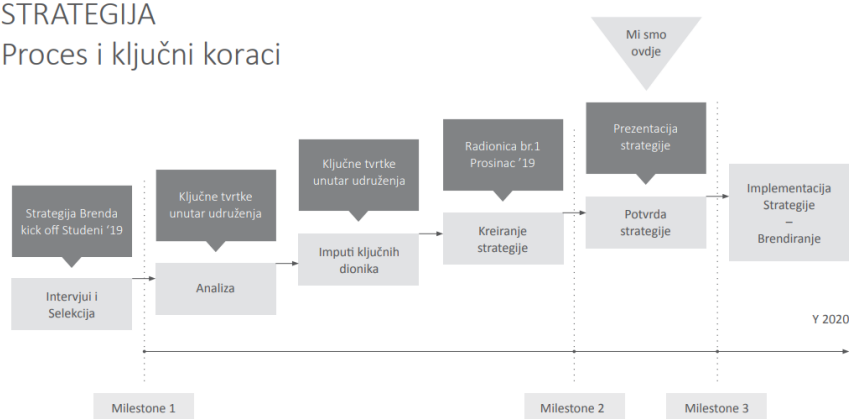 STRATEGIJA
Proces i ključni koraci
Mi smo
ovdje
Strategija Brenda
kick off Studeni ’19
Ključne tvrtke
unutar udruženja
Ključne tvrtke
unutar udruženja
Radionica br.1
Prosinac ’19
Prezentacija
strategije
Intervjui i
Selekcija
Analiza
Imputi ključnih
dionika
Kreiranje
strategije
Potvrda
strategije
Implementacija
Strategije
–
Brendiranje
Y 2020
Milestone 1
Milestone 2
Milestone 3